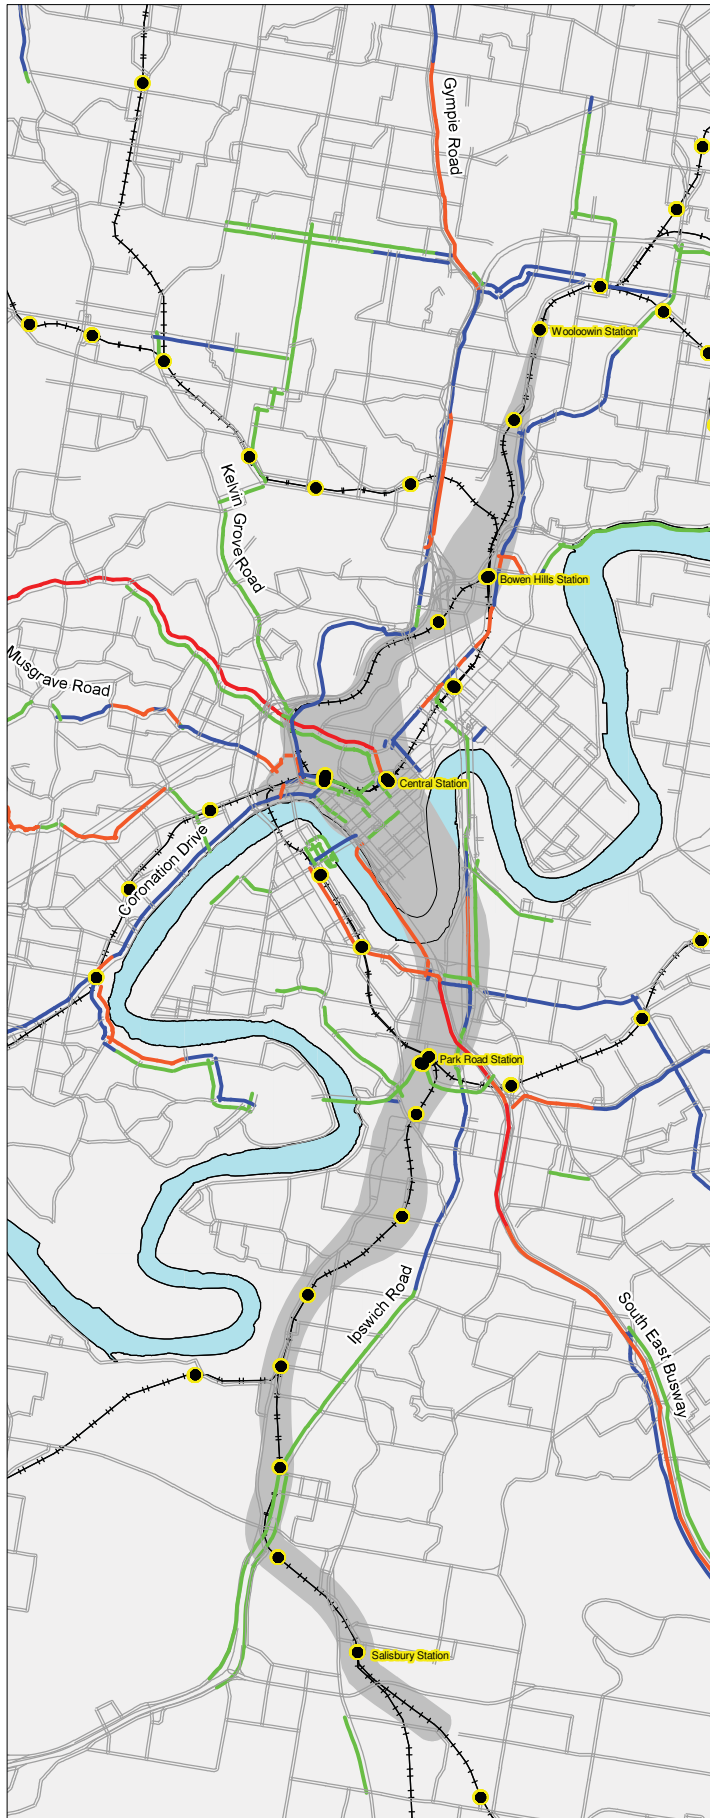 Gympie Road
Wooloowin Station
Kelvin Grove Road
Bowen Hills Station
Musgrave Road
Central Station
Coronation Drive
Park Road Station
Ipswich Road
South East Busway
Salisbury Station